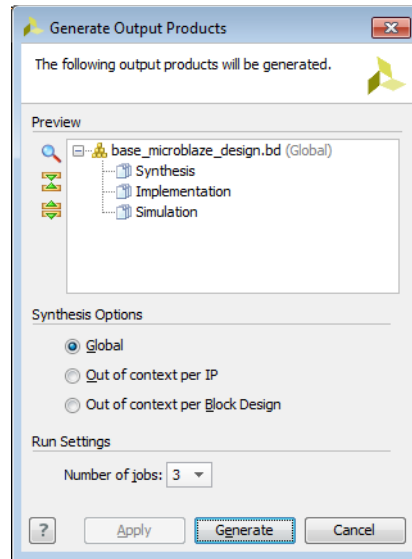 Generate Output Products
The following output products will be generated.
Preview
base_microblaze_design.bd (Global)
Synthesis
Implementation
Simulation
Synthesis Options
Global
Out of context per IP
Out of context per Block Design
Run Settings
Number of jobs: 3
? Apply Generate Cancel